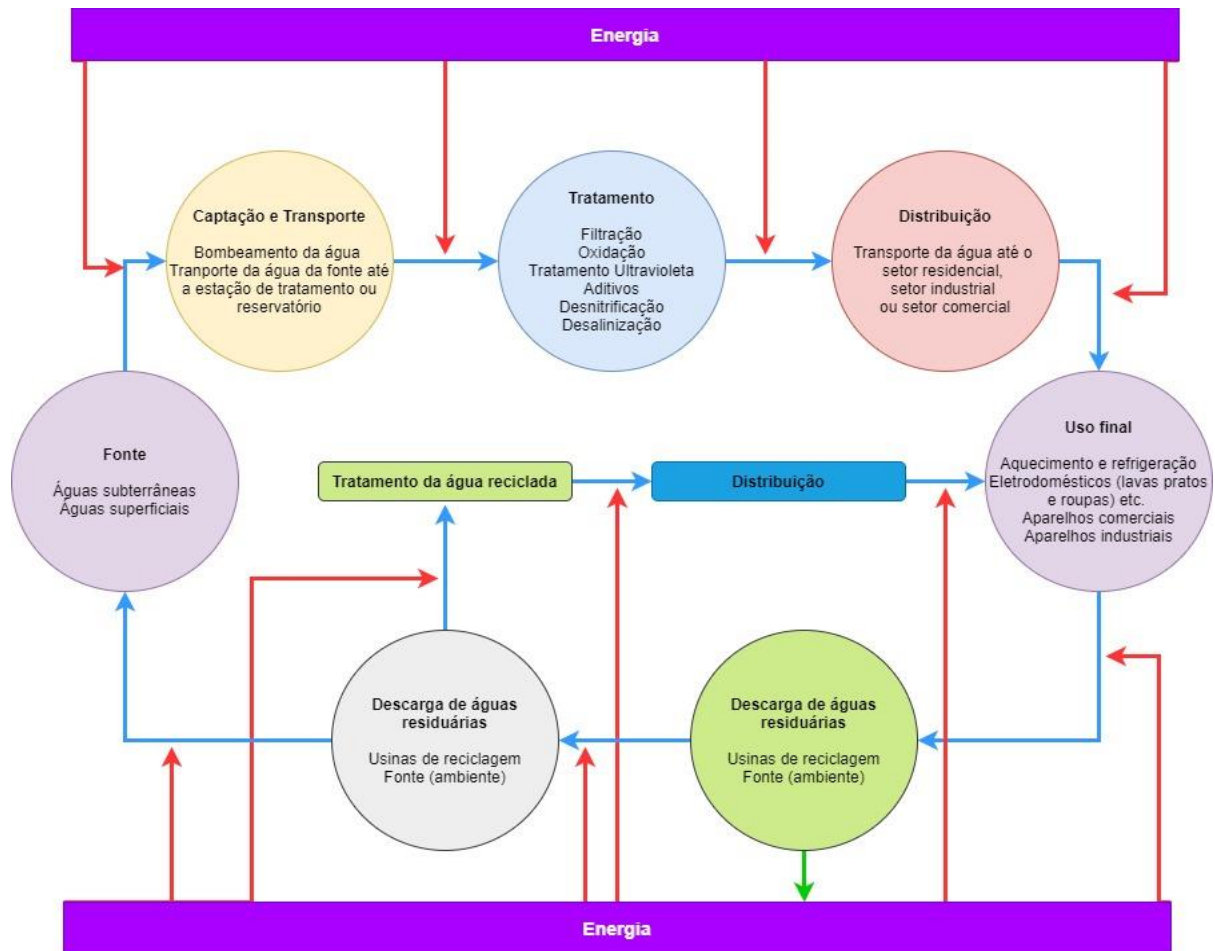 Energia
Captação e Transporte
Bombeamento da água
Tranporte da água da fonte até
a estação de tratamento ou
reservatório
Tratamento
Filtração
Oxidação
Tratamento Ultravioleta
Aditivos
Desnitrificação
Desalinização
Distribuição
Transporte da água até o
setor residencial,
setor industrial
ou setor comercial
Fonte
Águas subterrâneas
Águas superficiais
Tratamento da água reciclada
Distribuição
Uso final
Aquecimento e refrigeração
Eletrodomésticos (lavas pratos
e roupas) etc.
Aparelhos comerciais
Aparelhos industriais
Descarga de águas
residuárias
Usinas de reciclagem
Fonte (ambiente)
Descarga de águas
residuárias
Usinas de reciclagem
Fonte (ambiente)
Energia